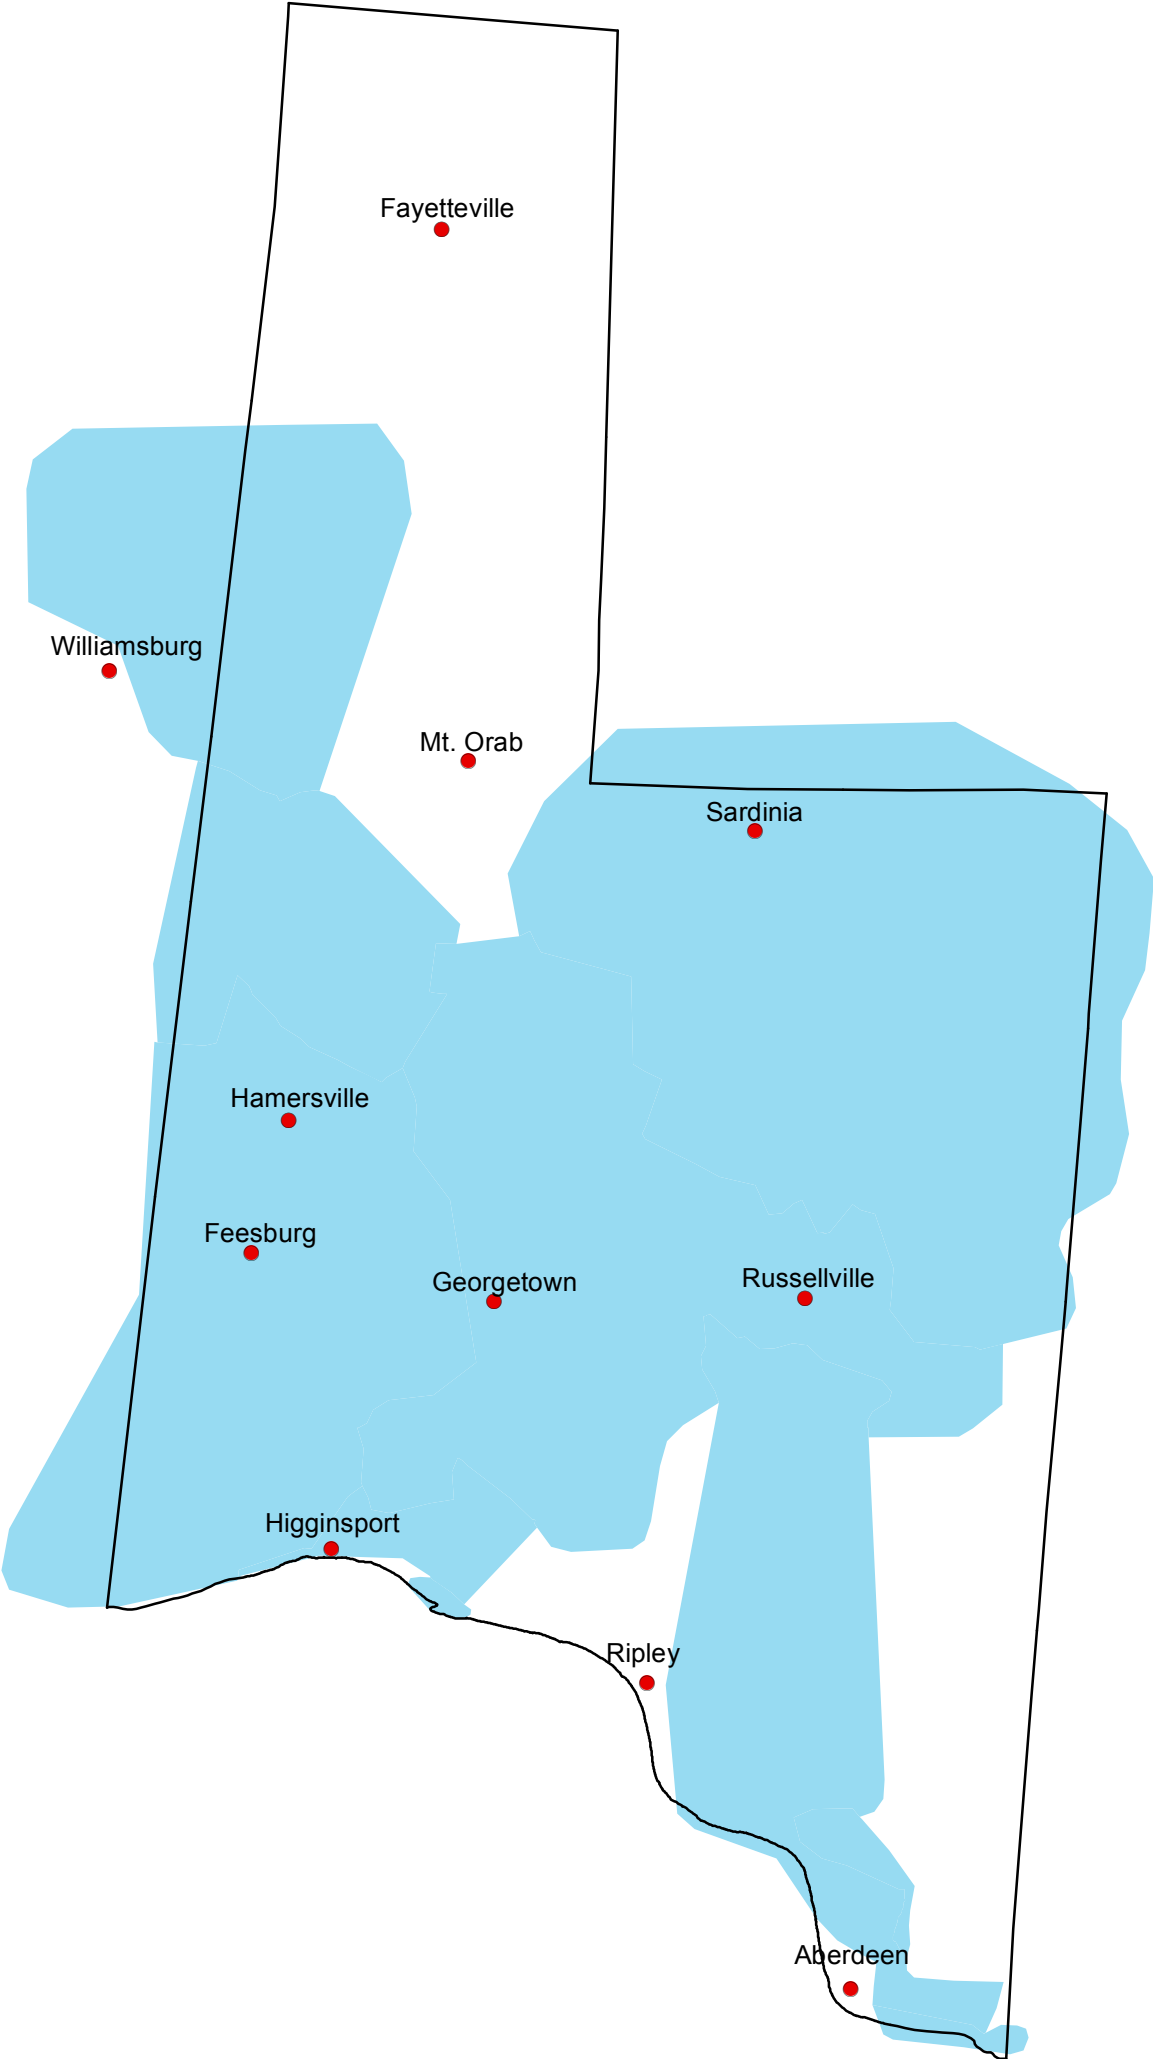 Fayetteville
Williamsburg
Mt. Orab
Sardinia
Hamersville
Feesburg
Georgetown
Russellville
Higginsport
Ripley
Aberdeen